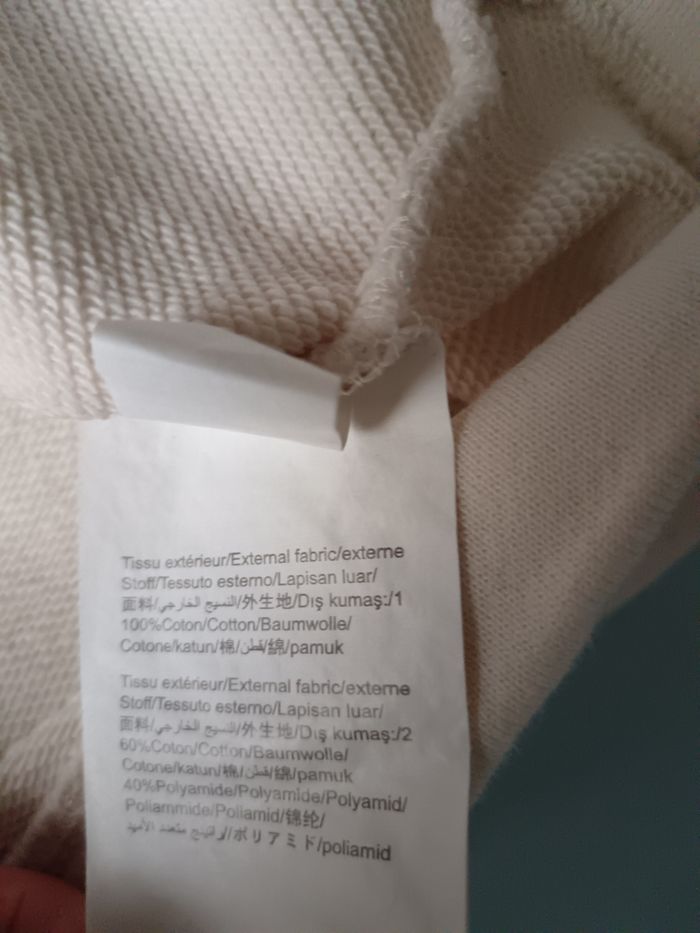 Tissu extérieur/External fabric/externe
Stoff/Tessuto esterno/Lapisan luar/
面料/النسيج الخارجي/外生地/Dış kumaş:/1
100%Coton/Cotton/Baumwolle/
Cotone/katun/棉/قطن/綿/pamuk
Tissu extérieur/External fabric/externe
Stoff/Tessuto esterno/Lapisan luar/
面料/النسيج الخارجي/外生地/Dış kumaş:/2
60%Coton/Cotton/Baumwolle/
Cotone/katun/棉/قطن/綿/pamuk
40%Polyamide/Polyamide/Polyamid/
Poliammide/Poliamid/锦纶/
متعدد الأميد/ポリアミド/poliamid